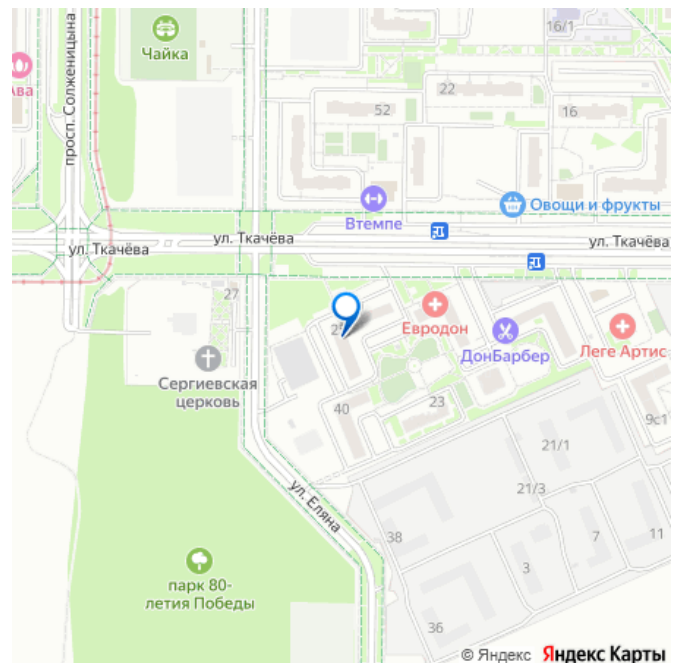 16/1
Чайка
Ава
просп. Солженицына
22
52
16
Овощи и фрукты
Втемпе
ул. Ткачёва
ул. Ткачёва
ул. Ткачёва
27
Евродон
ДонБарбер
Леге Артис
Сергиевская
церковь
40
23
9с1
21/1
21/3
ул. Еляна
38
7
11
3
парк 80-
летия Победы
36
© Яндекс Яндекс Карты